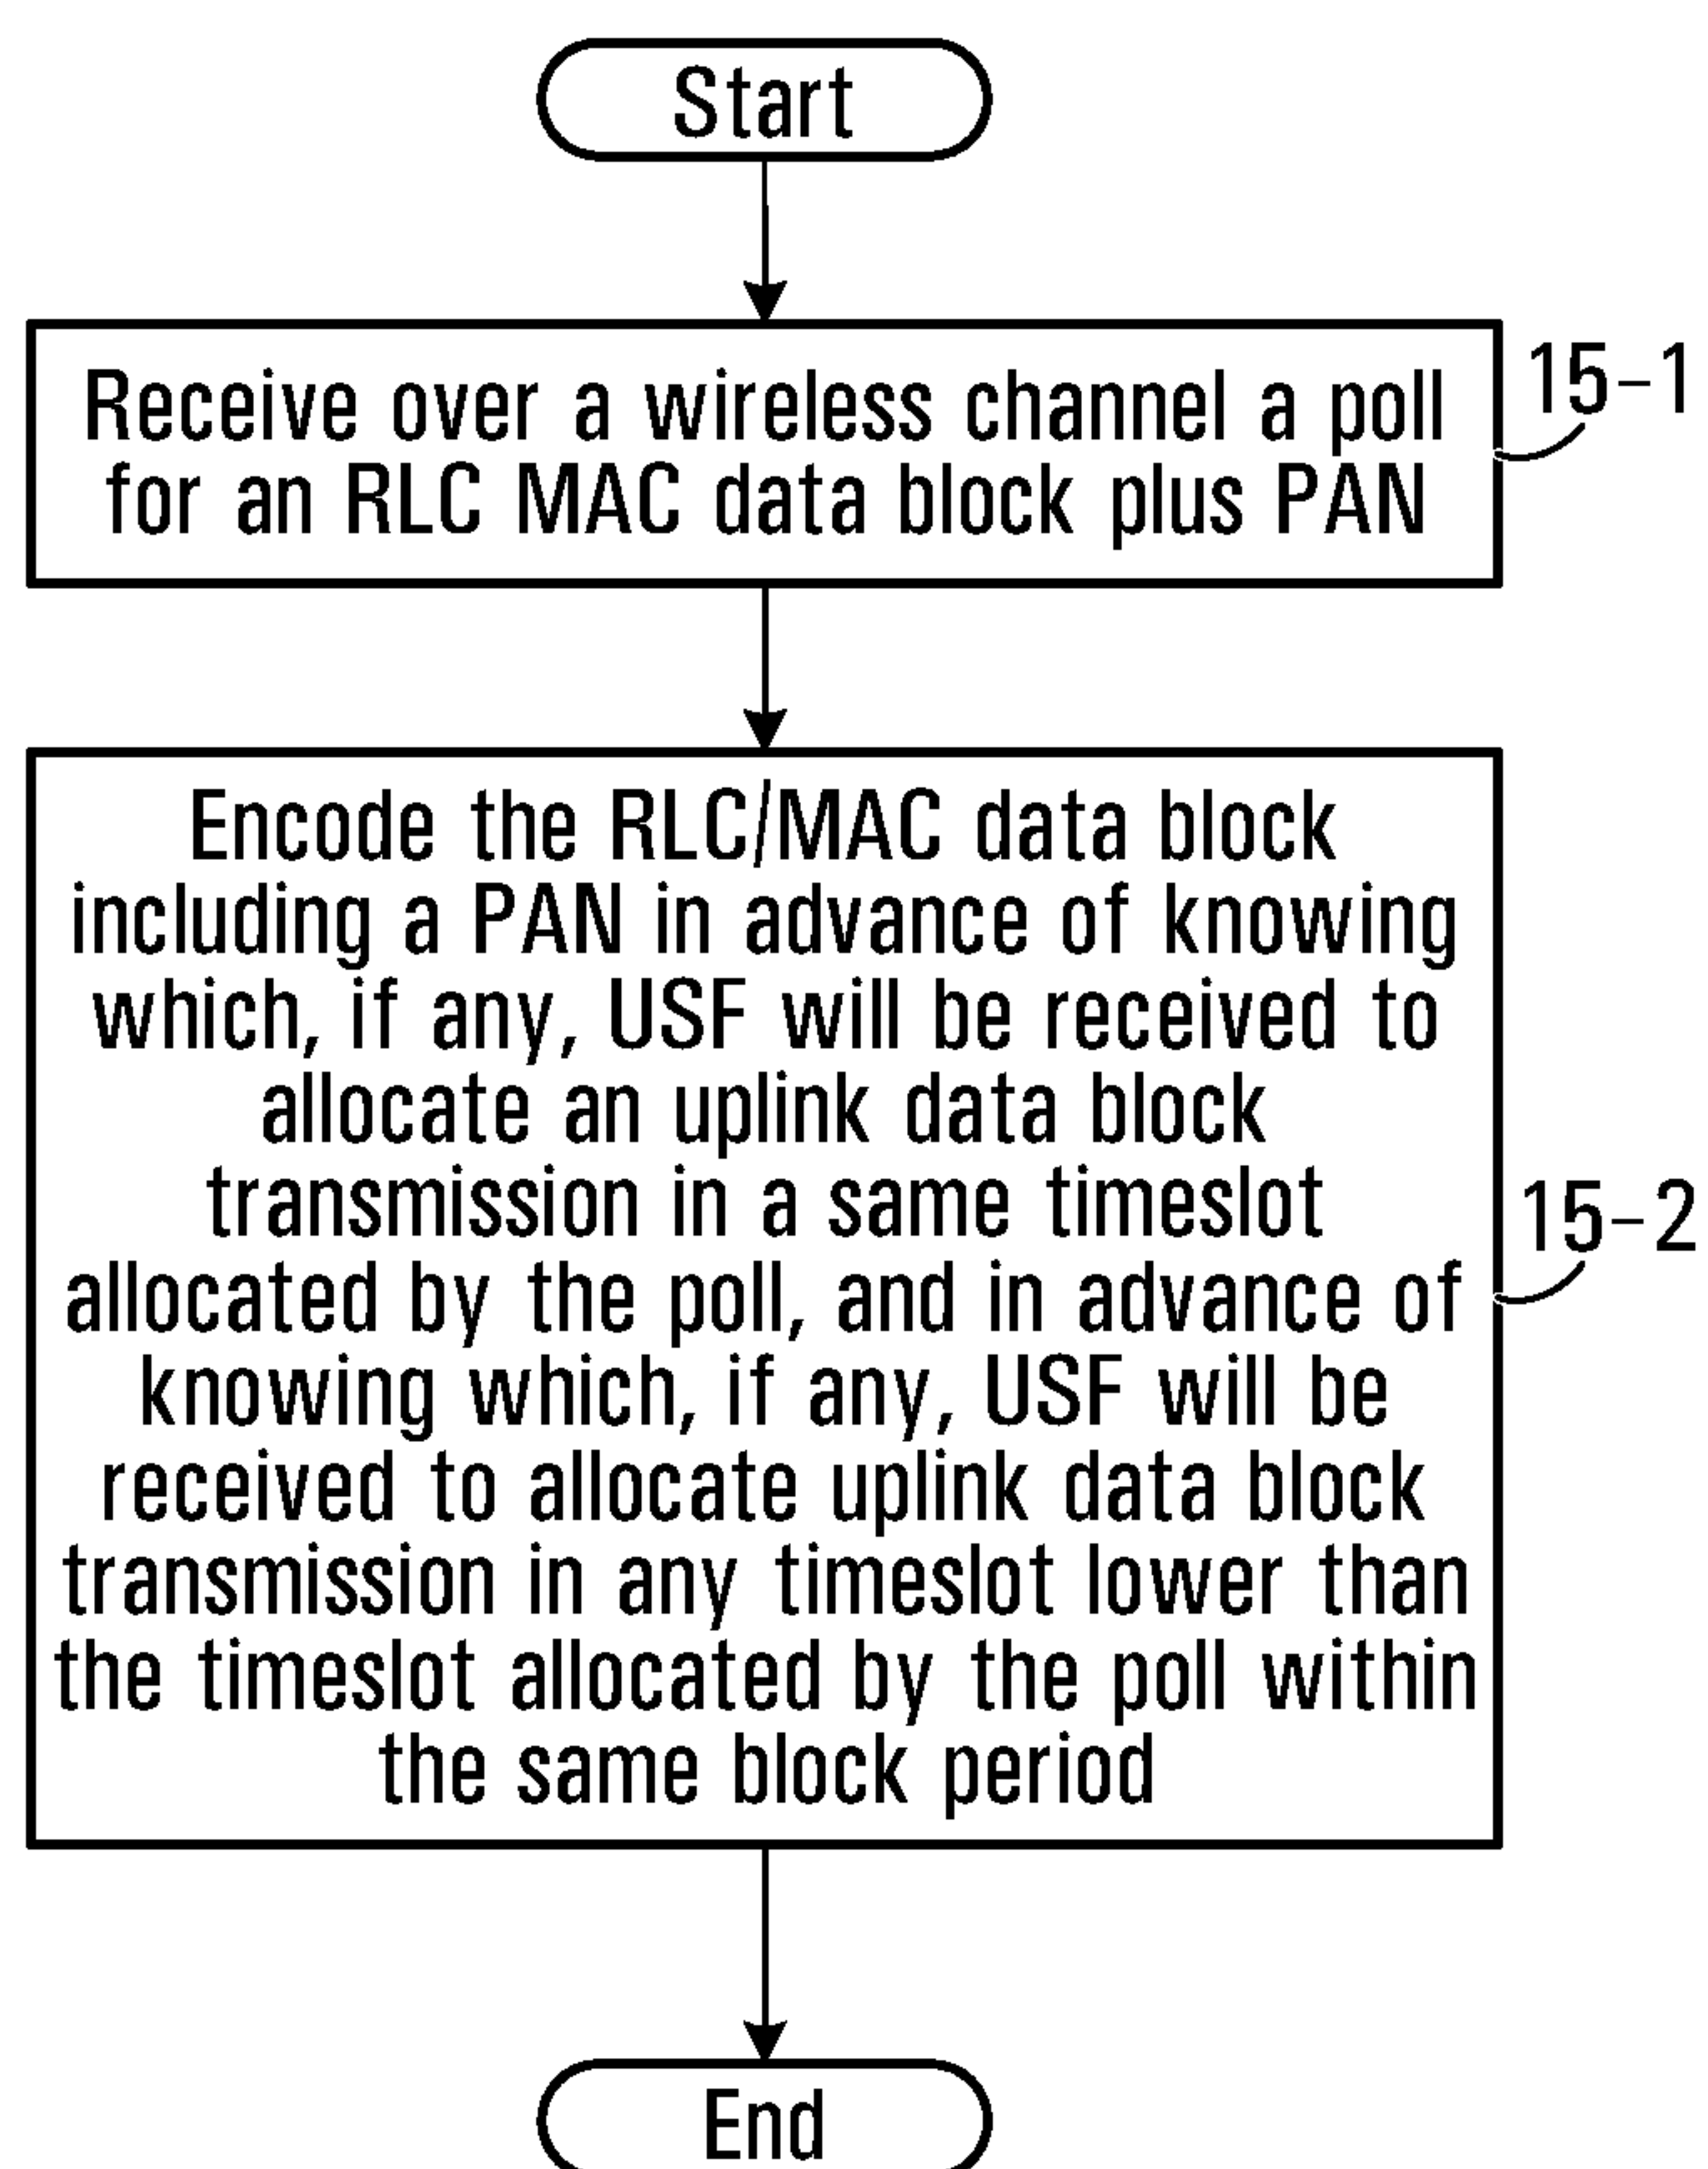 Start
Receive over a wireless channel a poll
for an RLC MAC data block plus PAN
15-1
Encode the RLC/MAC data block
including a PAN in advance of knowing
which, if any, USF will be received to
allocate an uplink data block
transmission in a same timeslot
allocated by the poll, and in advance of
knowing which, if any, USF will be
received to allocate uplink data block
transmission in any timeslot lower than
the timeslot allocated by the poll within
the same block period
15-2
End